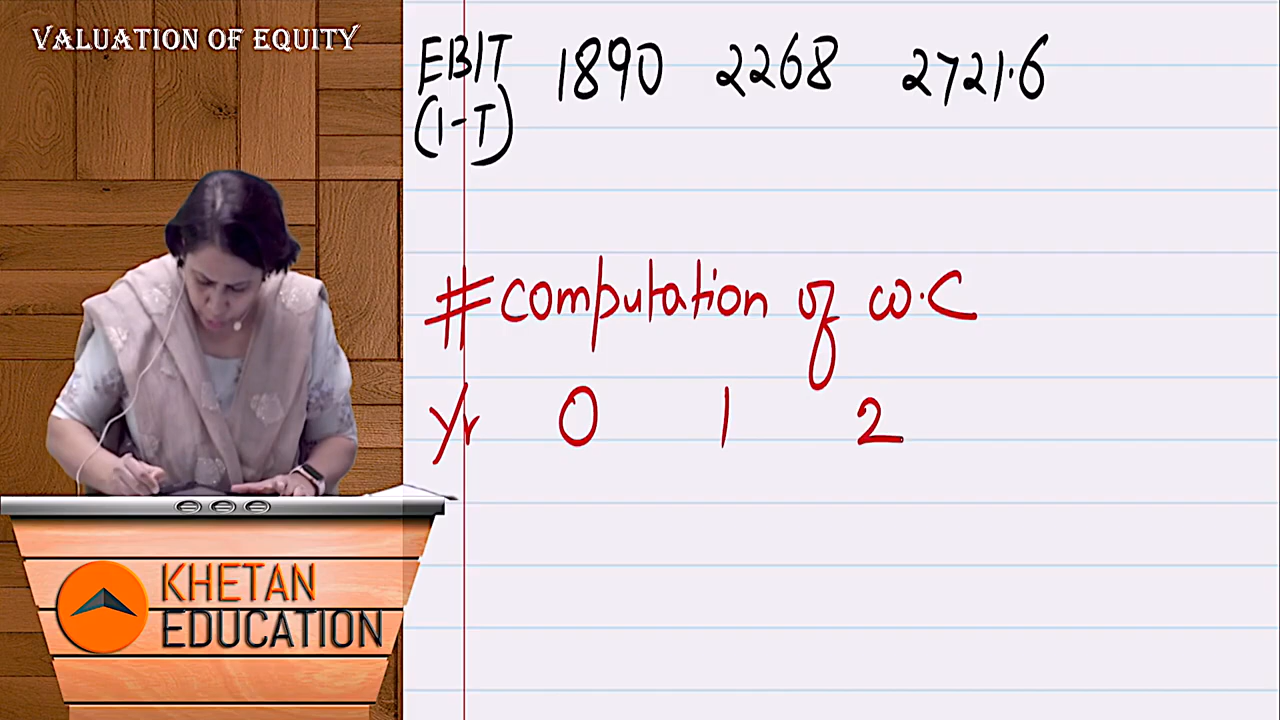 VALUATION OF EQUITY
EBIT 1890 2268 2721.6
(1-T)
#computation of w.C
Yr 0 1 2
KHETAN
EDUCATION